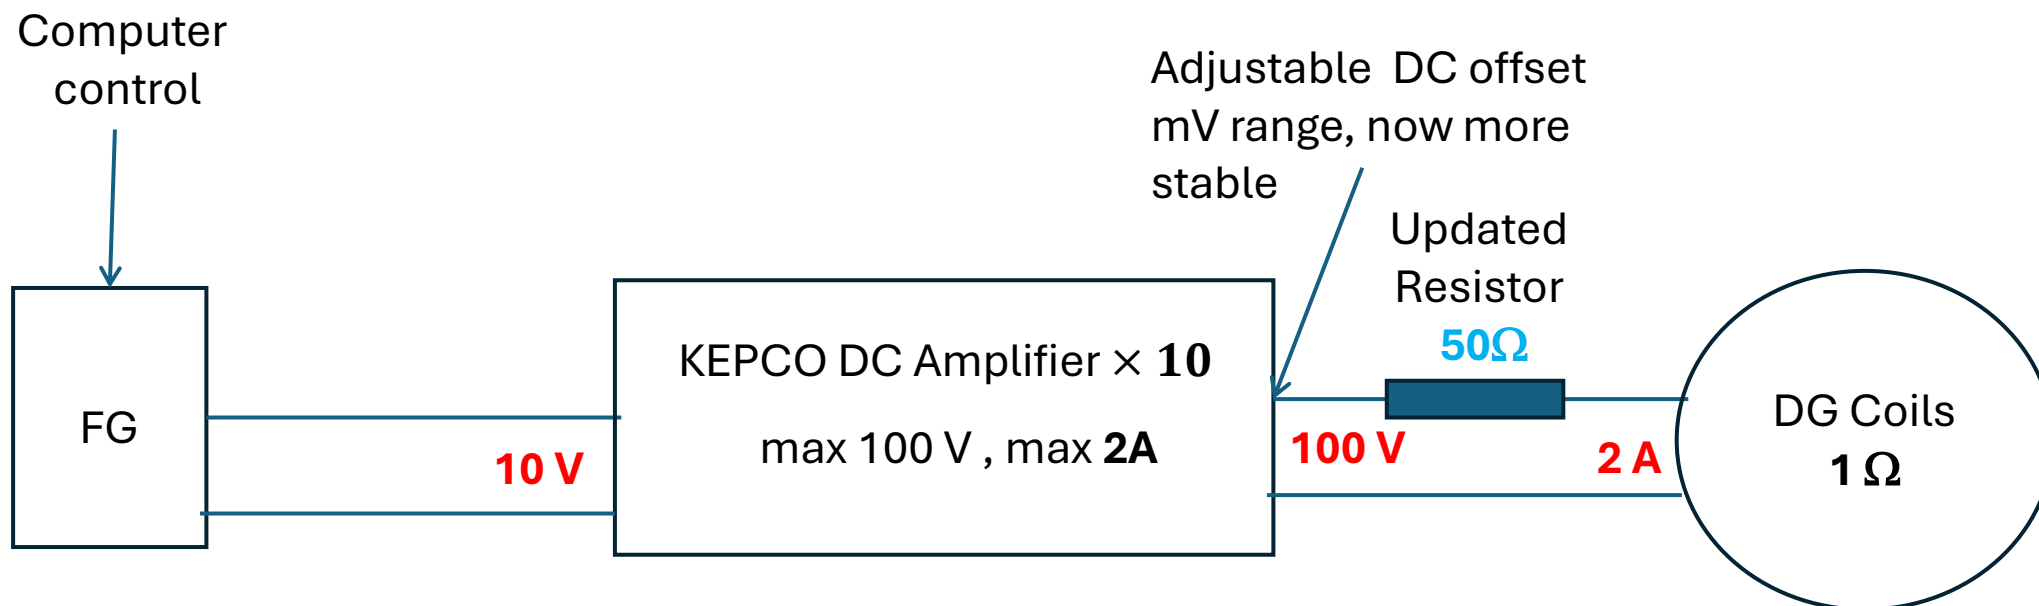 Computer
control
Adjustable DC offset
mV range, now more
stable
Updated
Resistor
50Ω
KEPCO DC Amplifier × 10
max 100 V , max 2A
FG
10 V
100 V
2 A
DG Coils
1 Ω